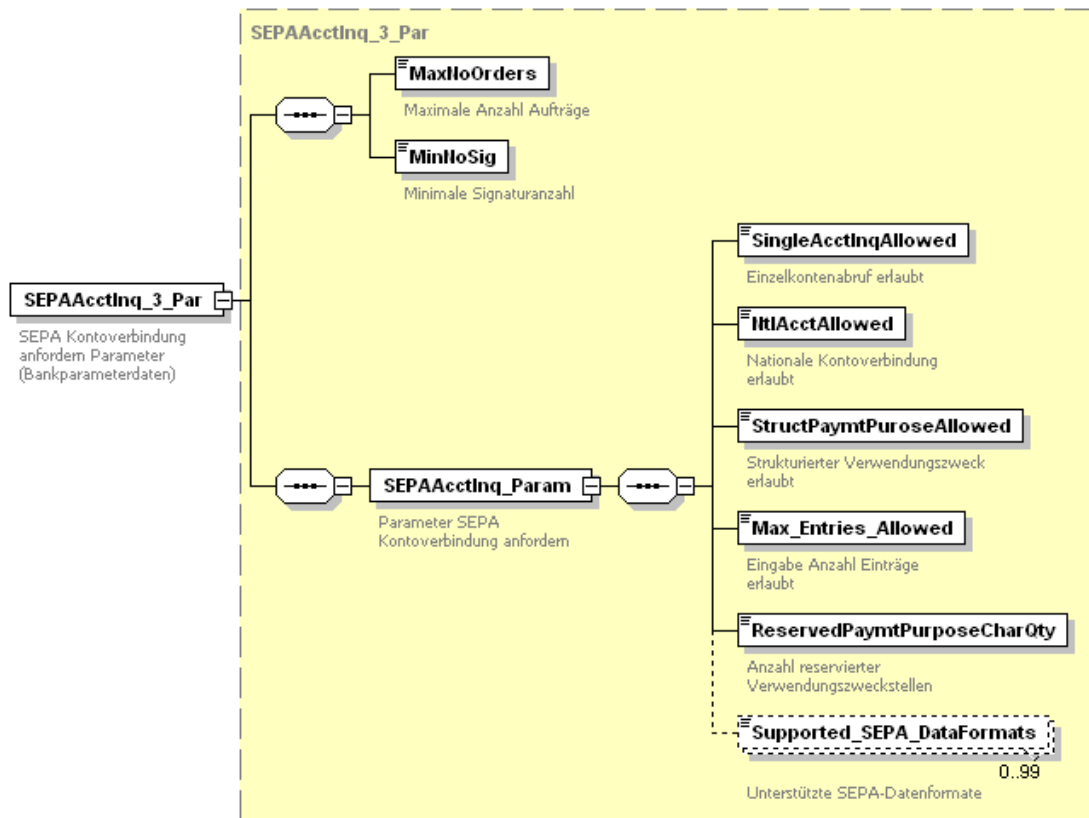 SEPAAcctInq_3_Par
MaxNoOrders
Maximale Anzahl Aufträge
MinNoSig
Minimale Signaturanzahl
SEPAAcctInq_3_Par
SEPA Kontoverbindung
anfordern Parameter
(Bankparameterdaten)
SEPAAcctInq_Param
Parameter SEPA
Kontoverbindung anfordern
SingleAcctInqAllowed
Einzelkontenabruf erlaubt
NtlAcctAllowed
Nationale Kontoverbindung
erlaubt
StructPaymtPuroseAllowed
Strukturierter Verwendungszweck
erlaubt
Max_Entries_Allowed
Eingabe Anzahl Einträge
erlaubt
ReservedPaymtPurposeCharQty
Anzahl reservierter
Verwendungszweckstellen
Supported_SEPA_DataFormats
0..99
Unterstützte SEPA-Datenformate